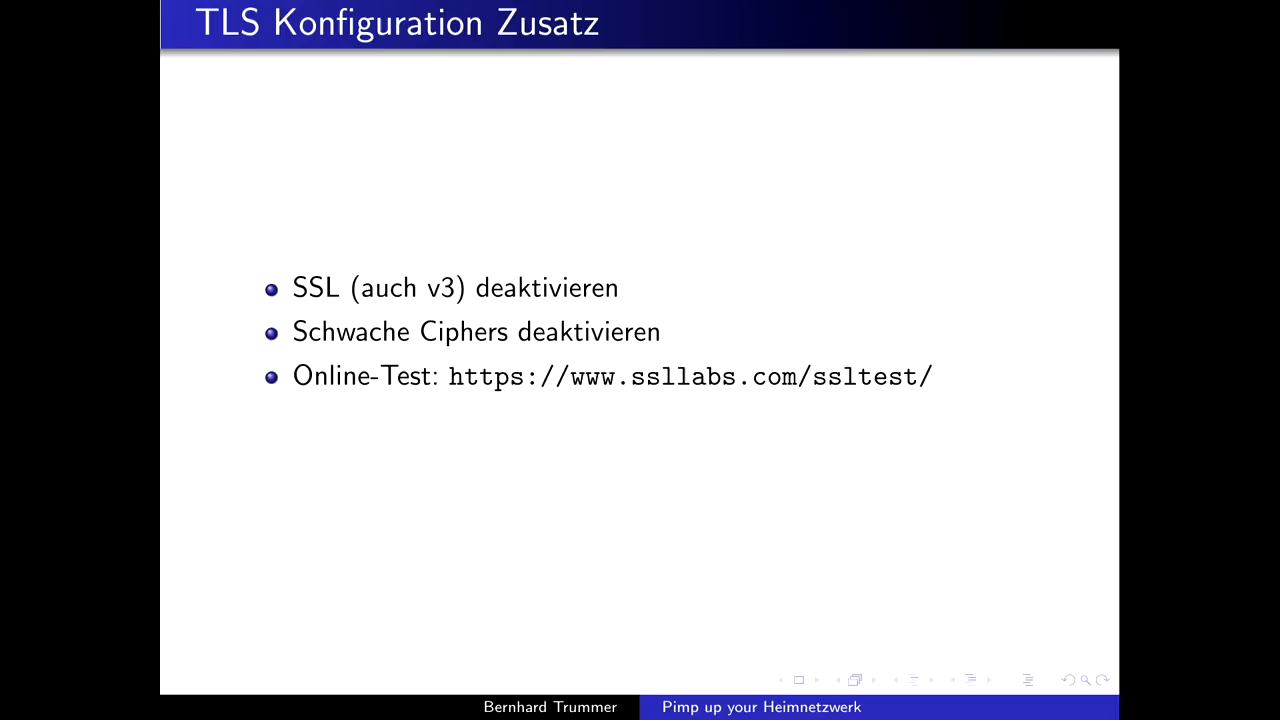 TLS Konfiguration Zusatz
SSL (auch v3) deaktivieren
Schwache Ciphers deaktivieren
Online-Test: https://www.ssllabs.com/ssltest/
Bernhard Trummer
Pimp up your Heimnetzwerk